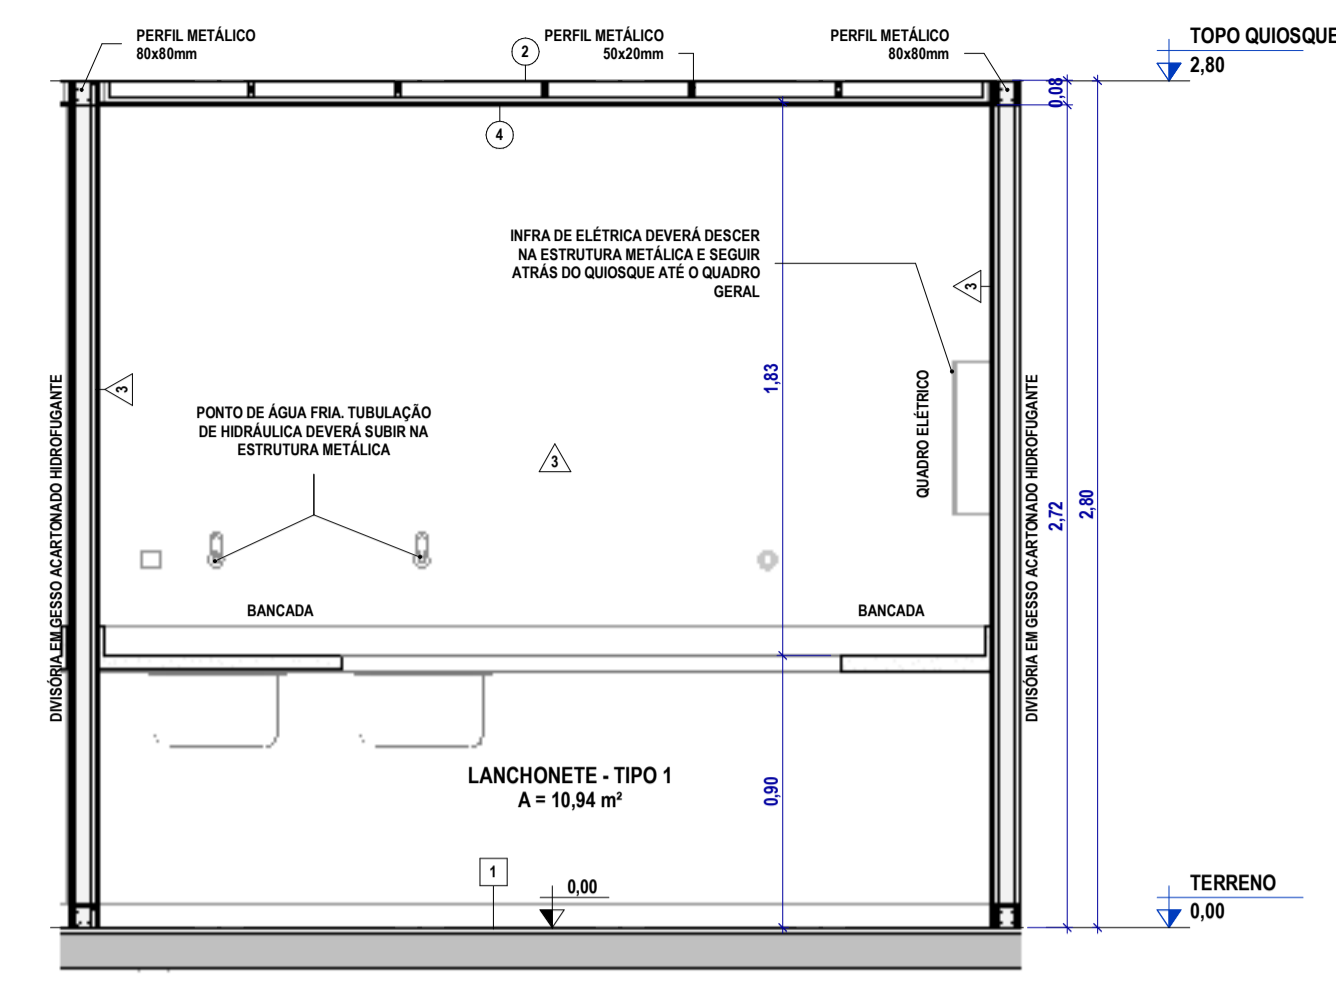 PERFIL METÁLICO
80x80mm
2
PERFIL METÁLICO
50x20mm
PERFIL METÁLICO
80x80mm
TOPO QUIOSQUE
2,80
0,08
4
INFRA DE ELÉTRICA DEVERÁ DESCER
NA ESTRUTURA METÁLICA E SEGUIR
ATRÁS DO QUIOSQUE ATÉ O QUADRO
GERAL
3
1,83
3
DIVISÓRIA EM GESSO ACARTONADO HIDROFUGANTE
PONTO DE ÁGUA FRIA. TUBULAÇÃO
DE HIDRÁULICA DEVERÁ SUBIR NA
ESTRUTURA METÁLICA
3
QUADRO ELÉTRICO
DIVISÓRIA EM GESSO ACARTONADO HIDROFUGANTE
2,72
2,80
BANCADA
BANCADA
LANCHONETE - TIPO 1
A = 10,94 m²
0,90
1
0,00
TERRENO
0,00